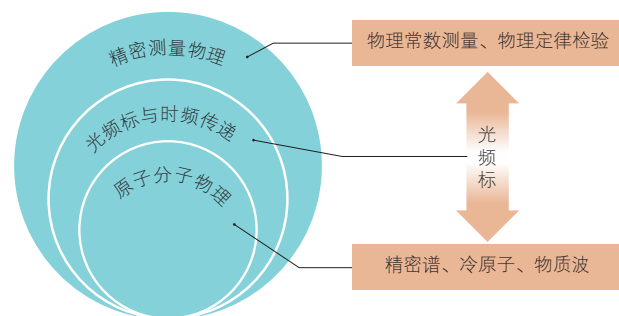 精密测量物理
光频标与时频传递
原子分子物理
物理常数测量、物理定律检验
光
频
标
精密谱、冷原子、物质波